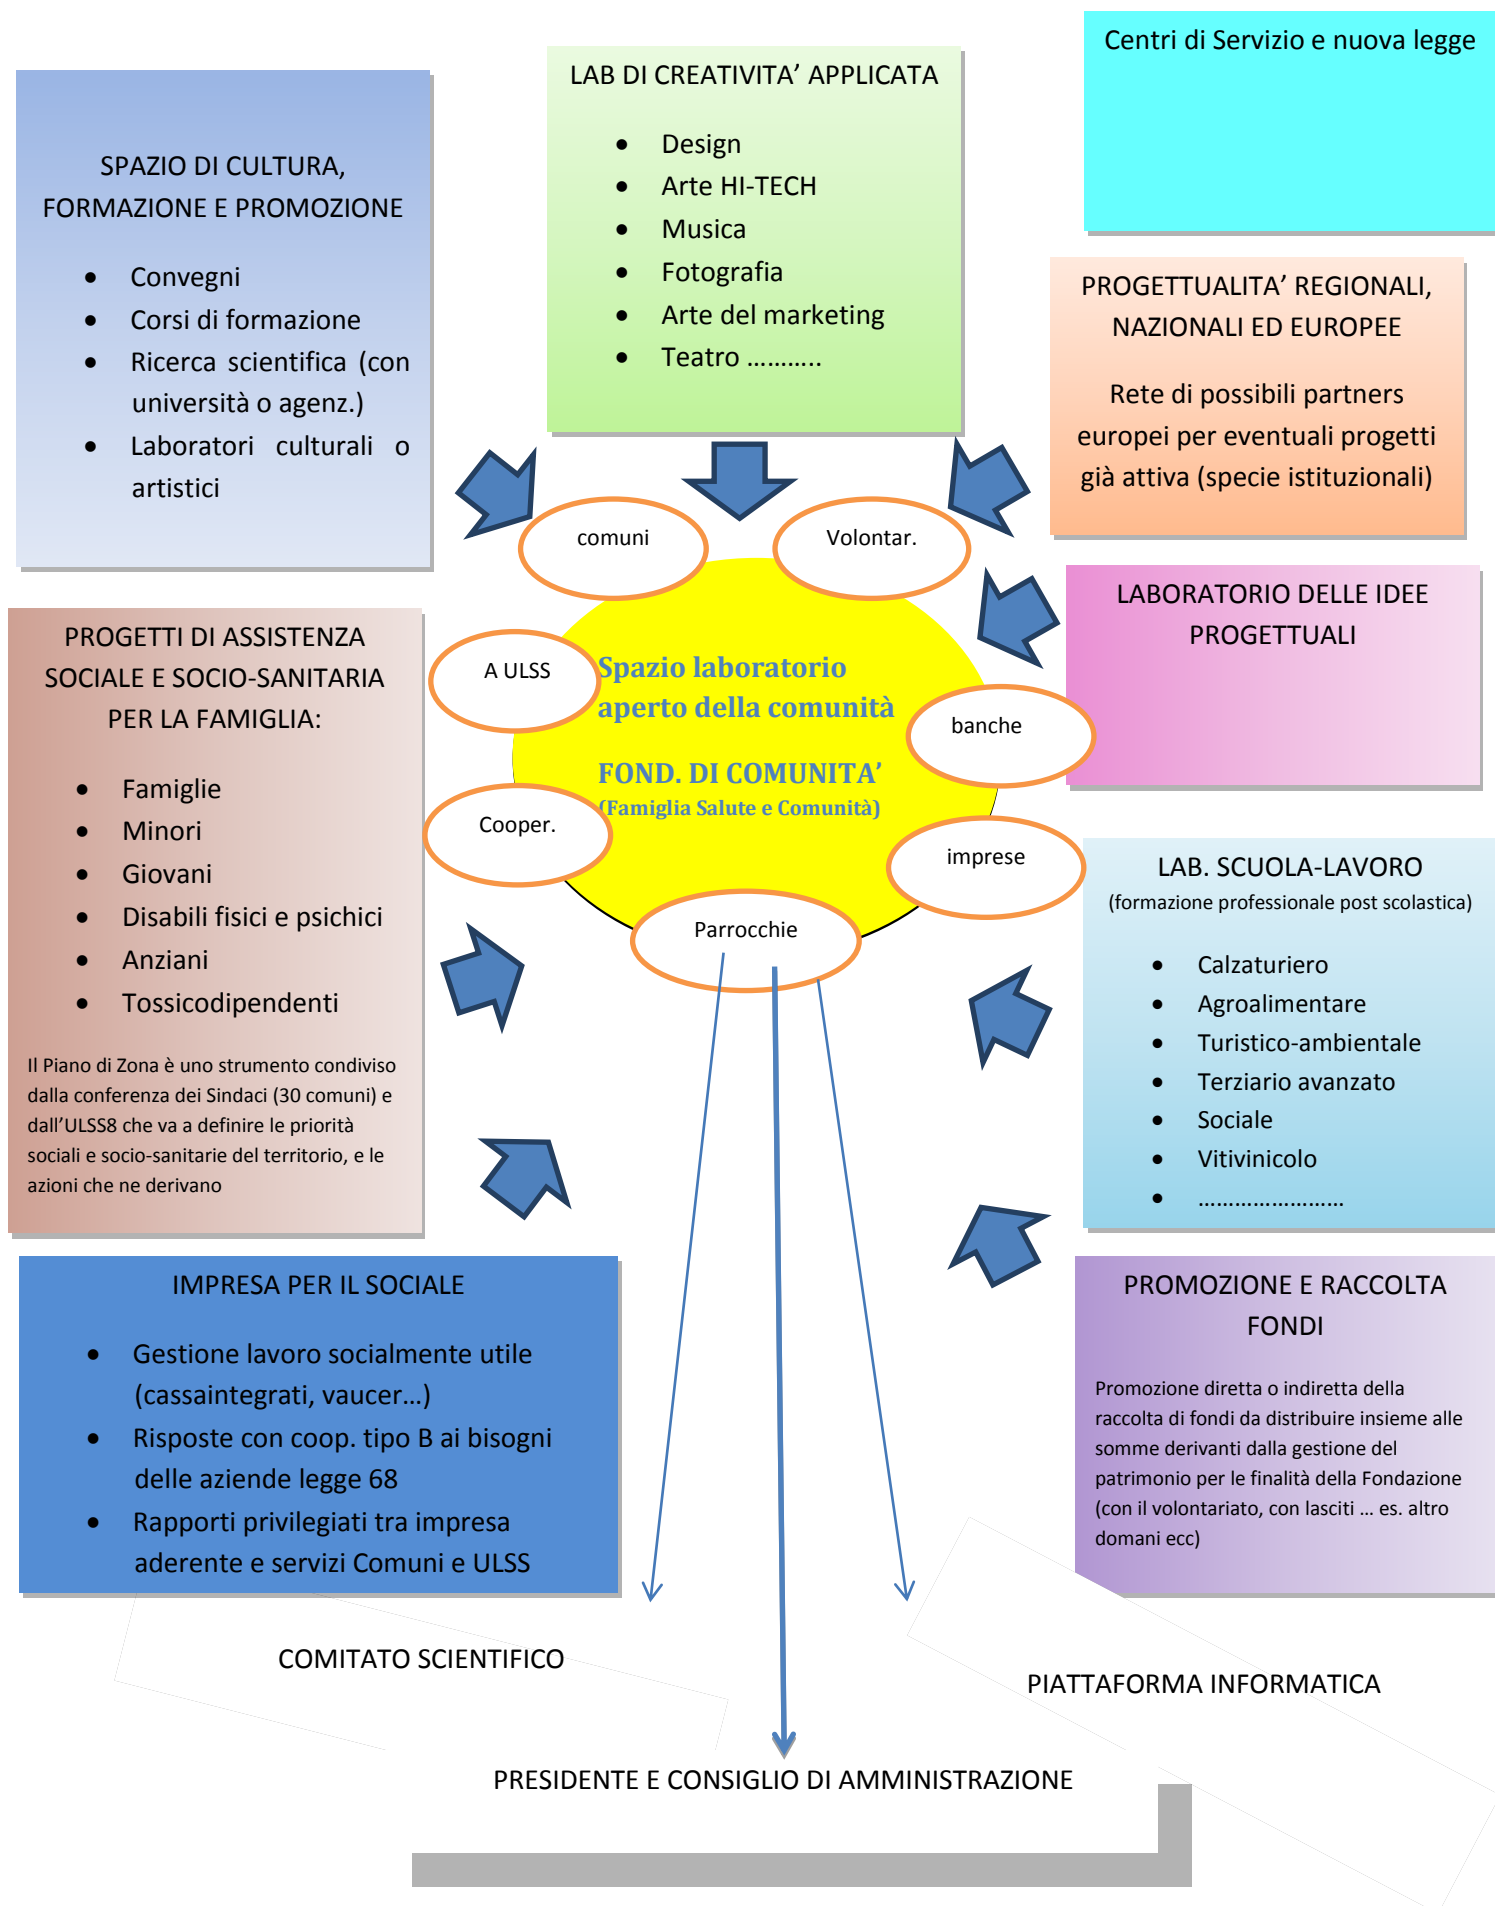 Centri di Servizio e nuova legge
LAB DI CREATIVITA’ APPLICATA
• Design
• Arte HI-TECH
• Musica
• Fotografia
• Arte del marketing
• Teatro ………..
SPAZIO DI CULTURA,
FORMAZIONE E PROMOZIONE
• Convegni
• Corsi di formazione
• Ricerca scientifica (con
università o agenz.)
• Laboratori culturali o
artistici
PROGETTUALITA’ REGIONALI,
NAZIONALI ED EUROPEE
Rete di possibili partners
europei per eventuali progetti
già attiva (specie istituzionali)
comuni
Volontar.
LABORATORIO DELLE IDEE
PROGETTUALI
PROGETTI DI ASSISTENZA
SOCIALE E SOCIO-SANITARIA
PER LA FAMIGLIA:
• Famiglie
• Minori
• Giovani
• Disabili fisici e psichici
• Anziani
• Tossicodipendenti
Il Piano di Zona è uno strumento condiviso
dalla conferenza dei Sindaci (30 comuni) e
dall’ULSS8 che va a definire le priorità
sociali e socio-sanitarie del territorio, e le
azioni che ne derivano
A ULSS
Spazio laboratorio
aperto della comunità
FOND. DI COMUNITA’
(Famiglia Salute e Comunità)
banche
Cooper.
imprese
Parrocchie
LAB. SCUOLA-LAVORO
(formazione professionale post scolastica)
• Calzaturiero
• Agroalimentare
• Turistico-ambientale
• Terziario avanzato
• Sociale
• Vitivinicolo
• ……………………
IMPRESA PER IL SOCIALE
• Gestione lavoro socialmente utile
(cassaintegrati, vaucer…)
• Risposte con coop. tipo B ai bisogni
delle aziende legge 68
• Rapporti privilegiati tra impresa
aderente e servizi Comuni e ULSS
PROMOZIONE E RACCOLTA
FONDI
Promozione diretta o indiretta della
raccolta di fondi da distribuire insieme alle
somme derivanti dalla gestione del
patrimonio per le finalità della Fondazione
(con il volontariato, con lasciti … es. altro
domani ecc)
COMITATO SCIENTIFICO
PIATTAFORMA INFORMATICA
PRESIDENTE E CONSIGLIO DI AMMINISTRAZIONE